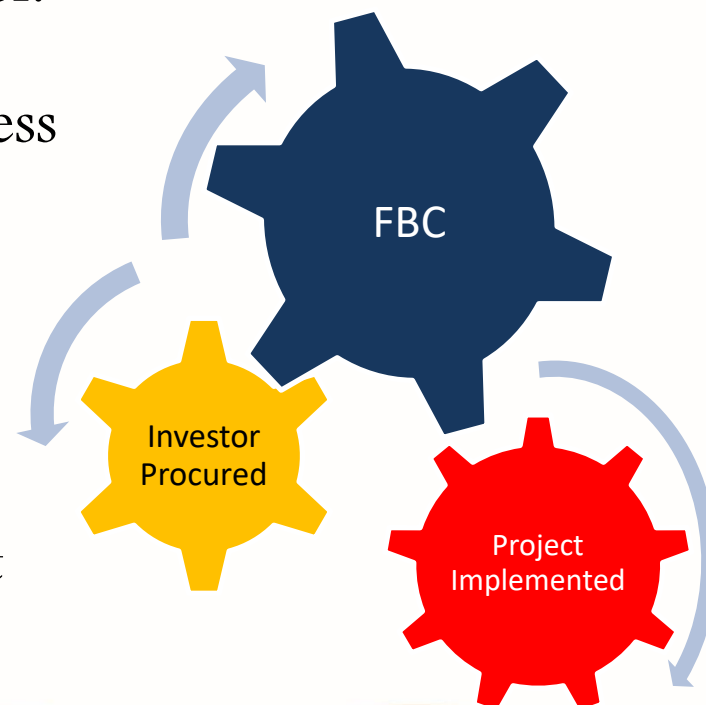 ess
FBC
Investor
Procured
t
Project
Implemented